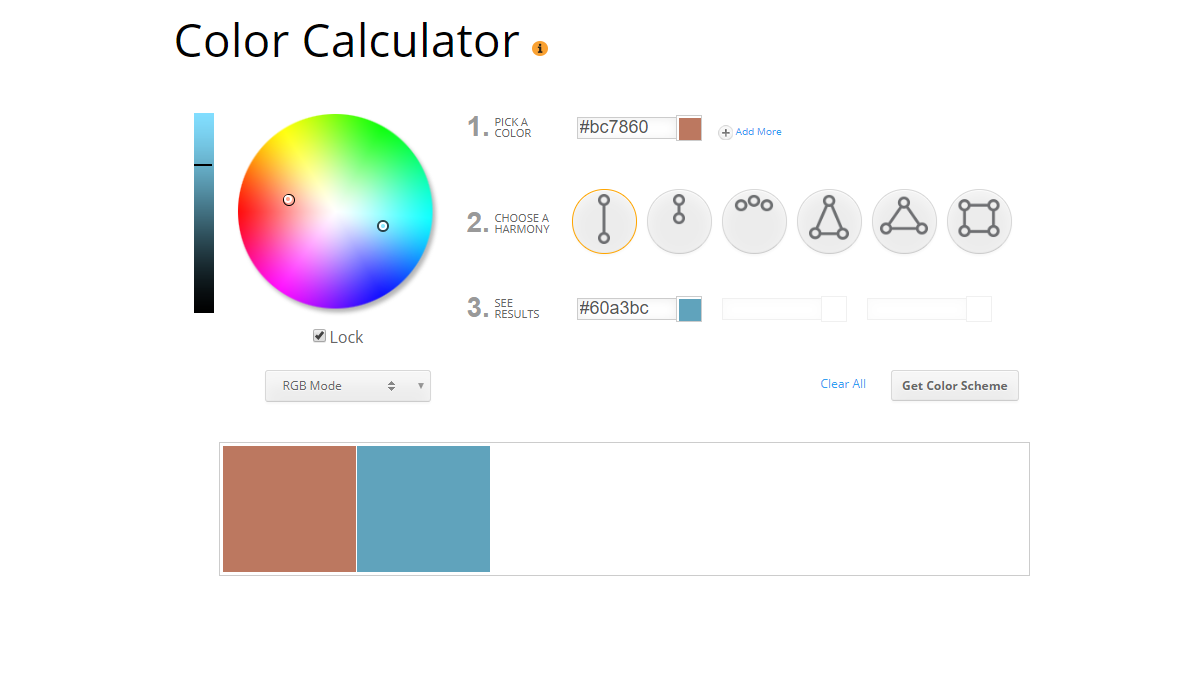 Color Calculator
1. PICK A
COLOR
#bc7860
Add More
2. CHOOSE A
HARMONY
3. SEE
RESULTS
#60a3bc
Lock
RGB Mode
Clear All
Get Color Scheme